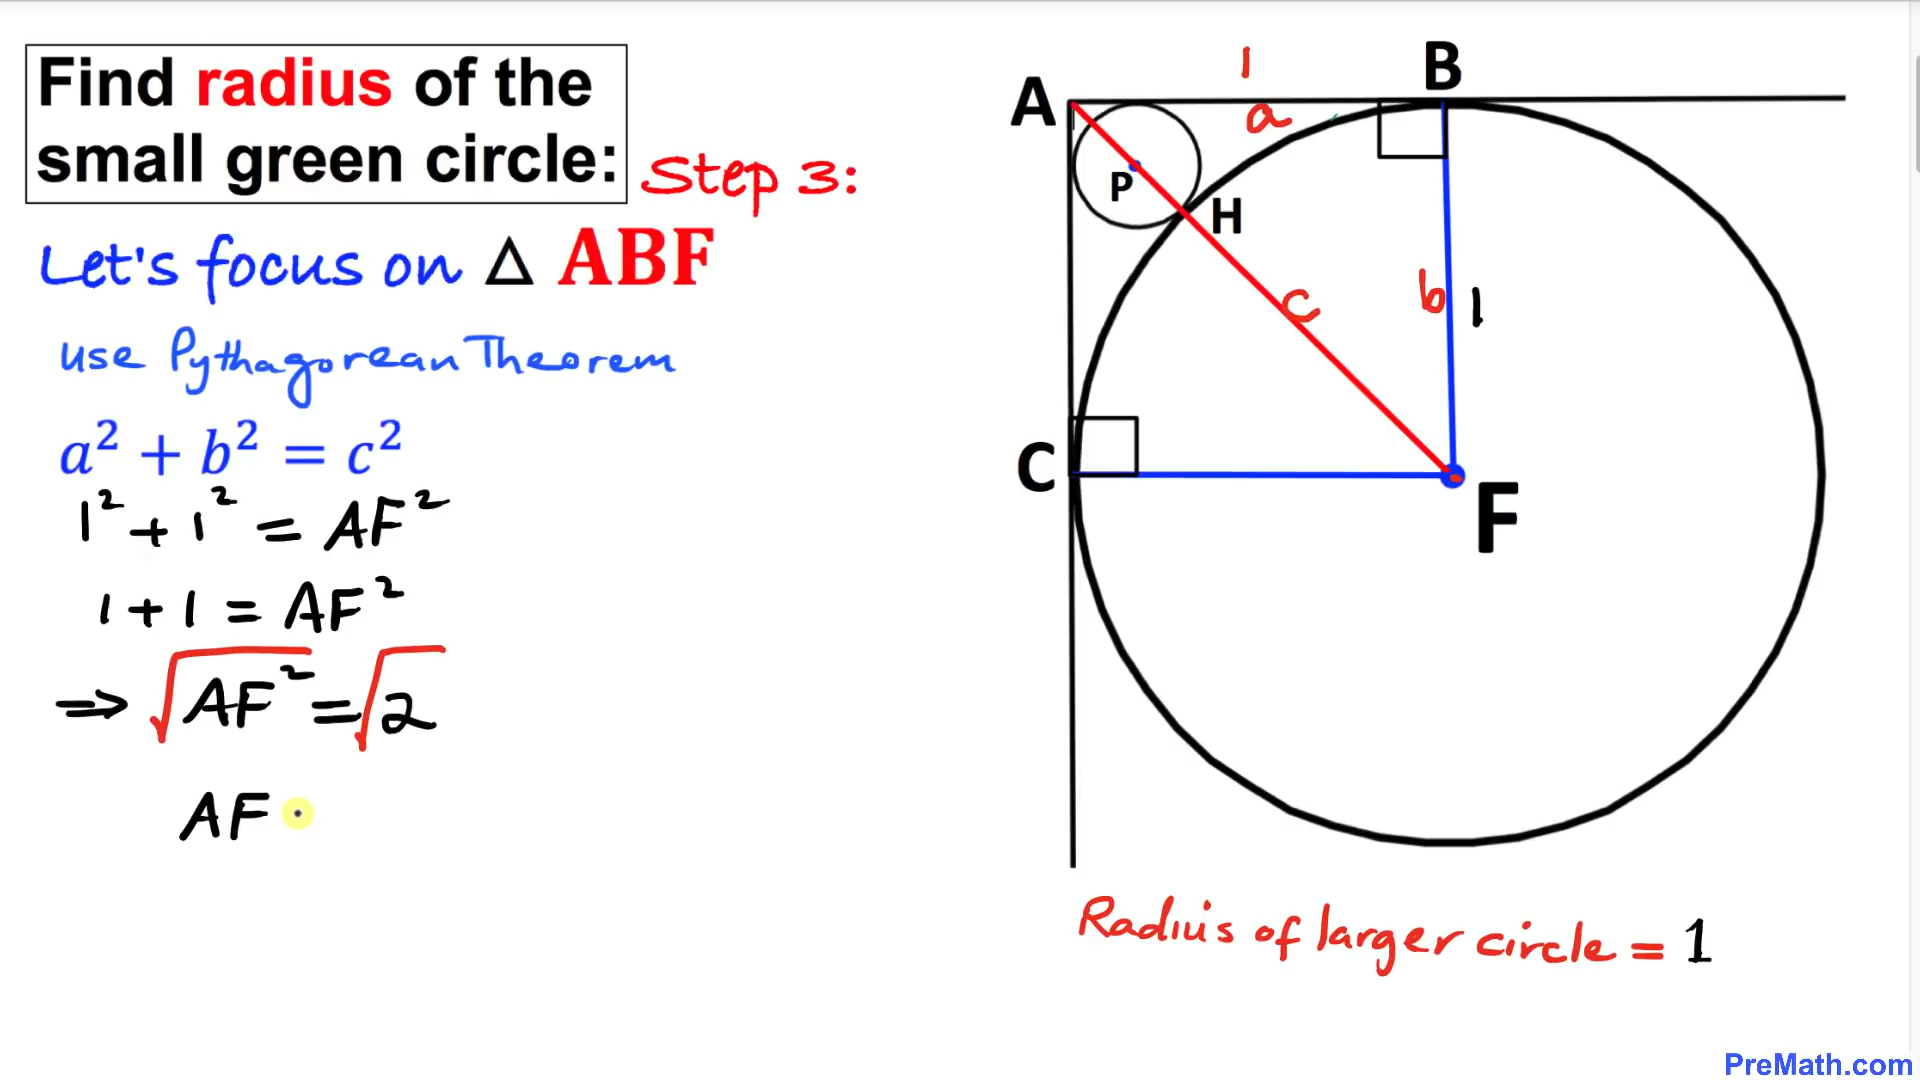 Find radius of the
small green circle:
Step 3:
Let's focus on △ ABF
use Pythagorean Theorem
a² + b² = c²
1² + 1² = AF²
1 + 1 = AF²
⇒ √AF² = √2
AF
1
B
A
a
P
H
c
b 1
C
F
Radius of larger circle = 1
PreMath.com